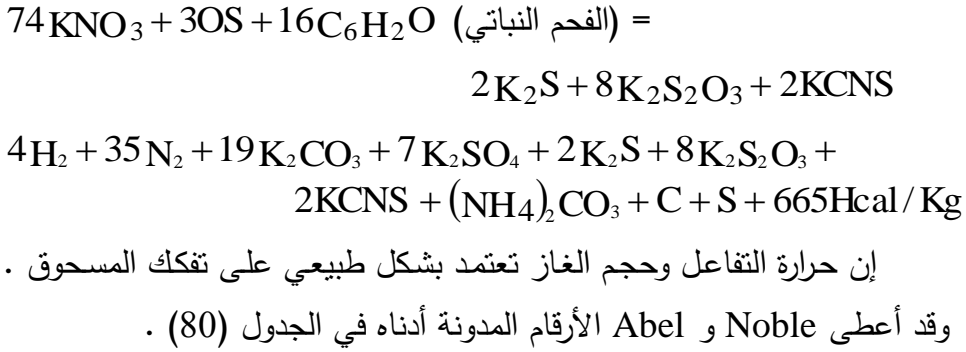 74KNO₃ + 3OS + 16C₆H₂O (الفحم النباتي) =
2K₂S + 8K₂S₂O₃ + 2KCNS
4H₂ + 35N₂ + 19K₂CO₃ + 7K₂SO₄ + 2K₂S + 8K₂S₂O₃ +
2KCNS + (NH4)₂CO₃ + C + S + 665Hcal/Kg
إن حرارة التفاعل وحجم الغاز تعتمد بشكل طبيعي على تفكك المسحوق .
وقد أعطى Noble و Abel الأرقام المدونة أدناه في الجدول (80) .